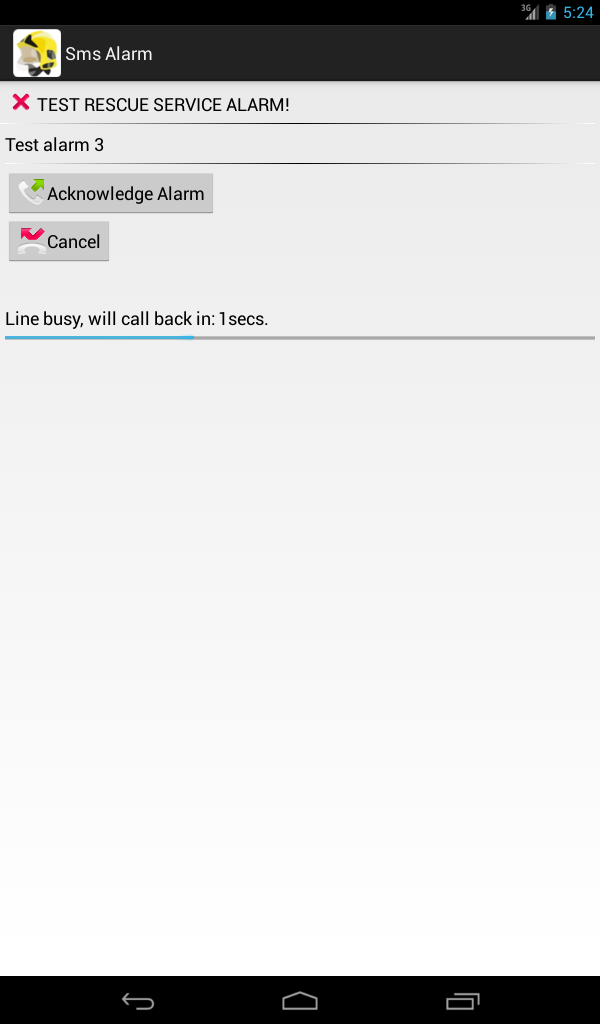 3G 5:24
Sms Alarm
TEST RESCUE SERVICE ALARM!
Test alarm 3
Acknowledge Alarm
Cancel
Line busy, will call back in: 1secs.